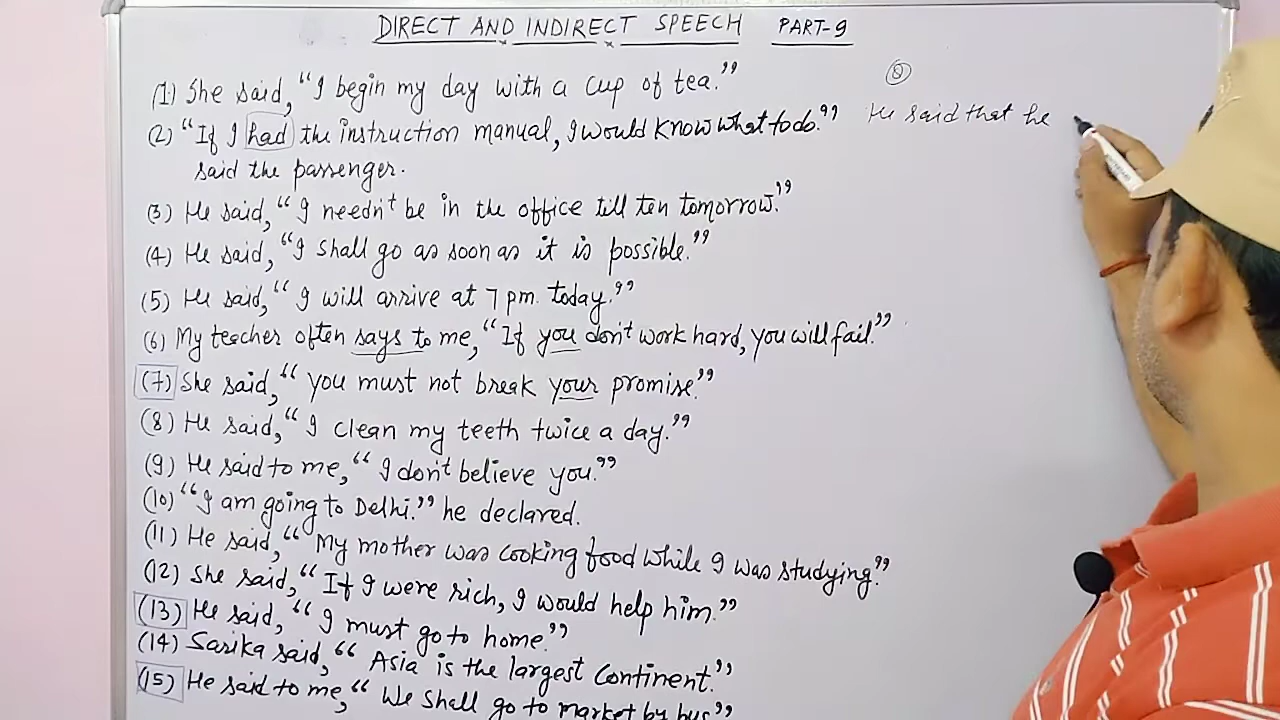 DIRECT AND INDIRECT SPEECH PART-9
(1) She said, "I begin my day with a cup of tea."
(2) "If I had the instruction manual, I would know what to do."
said the passenger.
(3) He said, "I needn't be in the office till ten tomorrow."
(4) He said, "I shall go as soon as it is possible."
(5) He said, "I will arrive at 7 pm. today."
(6) My teacher often says to me, "If you don't work hard, you will fail."
(7) She said, "you must not break your promise."
(8) He said, "I clean my teeth twice a day."
(9) He said to me, "I don't believe you."
(10) "I am going to Delhi." he declared.
(11) He said, "My mother was cooking food while I was studying."
(12) She said, "If I were rich, I would help him."
(13) He said, "I must go to home."
(14) Sarika said, "Asia is the largest Continent."
(15) He said to me, "We shall go to market by bus"
He said that he